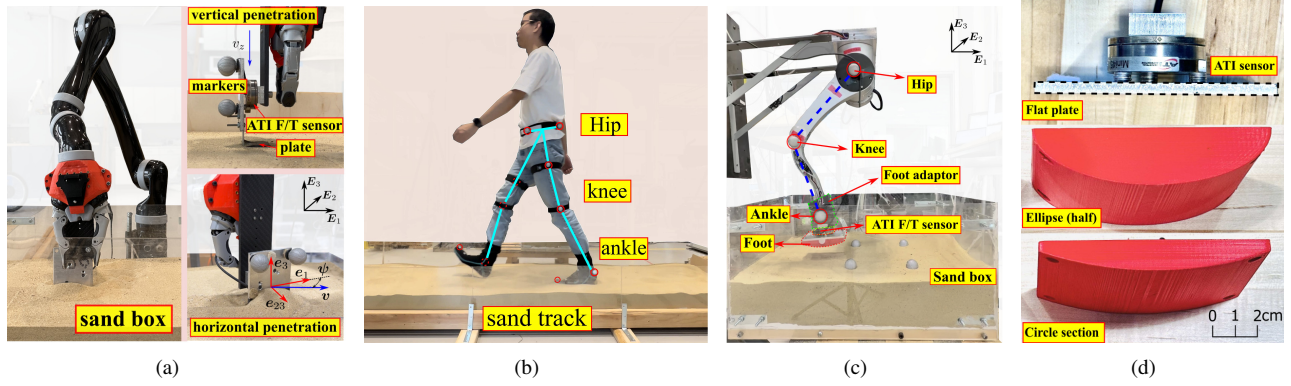 vertical penetration
v_z
markers
ATI F/T sensor
plate
sand box
E_3
E_2
E_1
e_3
e_1
ψ
e_23
v
horizontal penetration
(a)
Hip
knee
ankle
sand track
(b)
E_3
E_2
E_1
Hip
Knee
Foot adaptor
Ankle
ATI F/T sensor
Foot
Sand box
(c)
ATI sensor
Flat plate
Ellipse (half)
Circle section
0 1 2cm
(d)